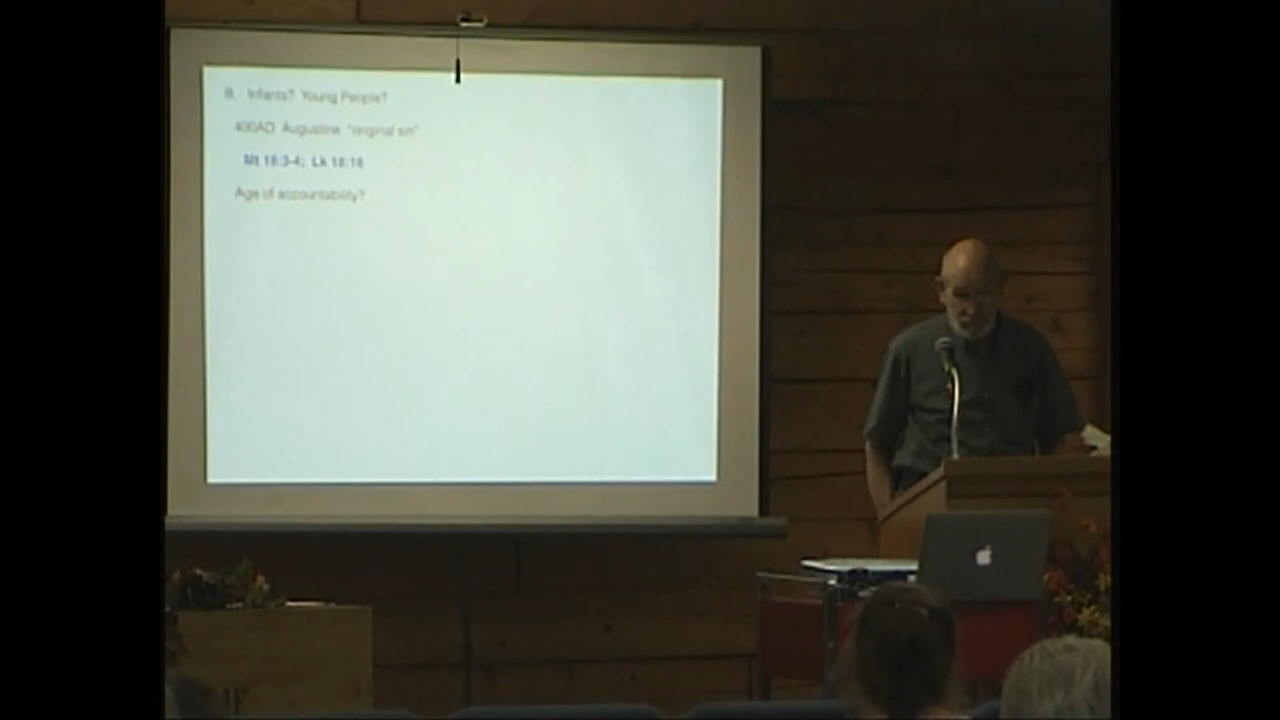 B. Infants? Young People?
400AD Augustine "original sin"
Mt 18:3-4; Lk 18:16
Age of accountability?